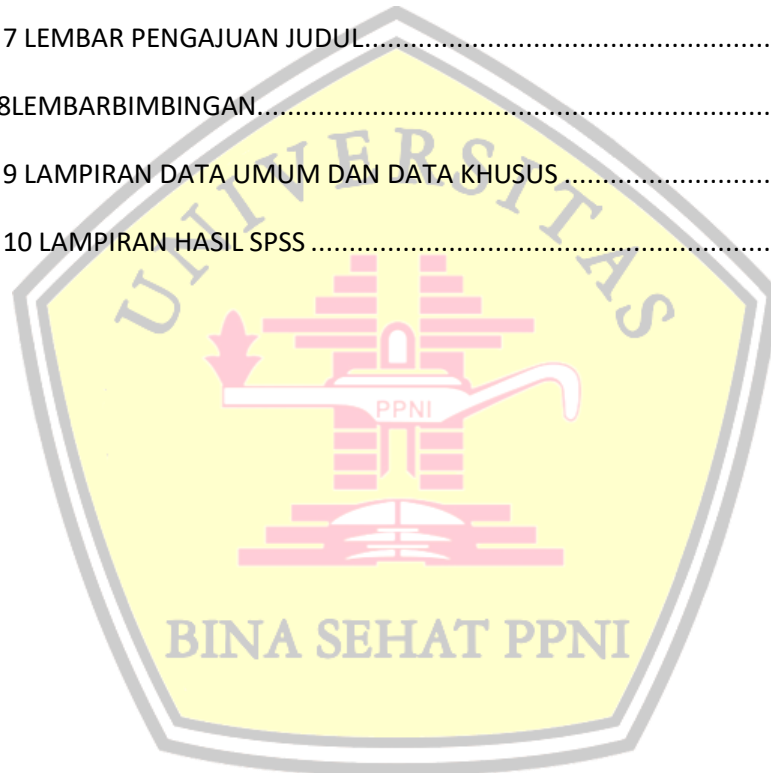 7 LEMBAR PENGAJUAN JUDUL..........................................................
8LEMBARBIMBINGAN.........................................................................
9 LAMPIRAN DATA UMUM DAN DATA KHUSUS .............................
10 LAMPIRAN HASIL SPSS .................................................................
UNIVERSITAS
PPNI
BINA SEHAT PPNI